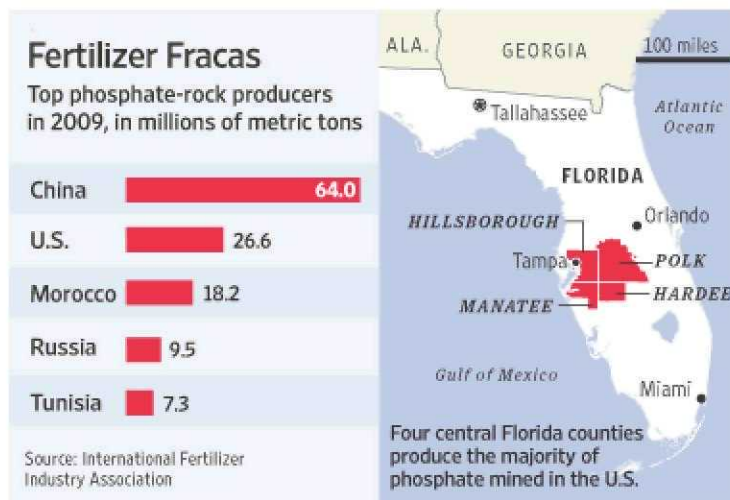 Fertilizer Fracas
Top phosphate-rock producers
in 2009, in millions of metric tons
China 64.0
U.S. 26.6
Morocco 18.2
Russia 9.5
Tunisia 7.3
Source: International Fertilizer
Industry Association
ALA.
GEORGIA
100 miles
Tallahassee
Atlantic
Ocean
FLORIDA
HILLSBOROUGH
Orlando
Tampa
POLK
HARDEE
MANATEE
Gulf of Mexico
Miami
Four central Florida counties
produce the majority of
phosphate mined in the U.S.